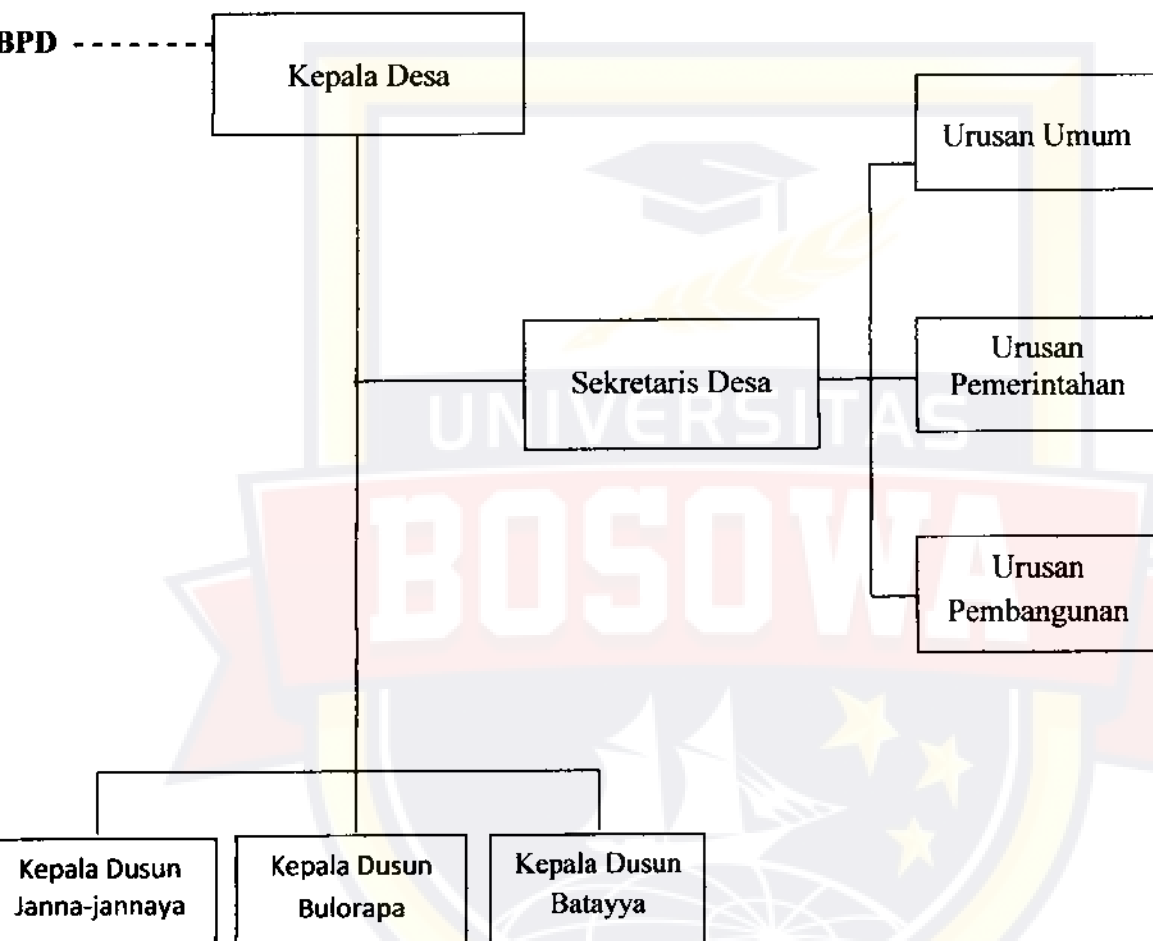 BPD
Kepala Desa
Urusan Umum
Sekretaris Desa
Urusan
Pemerintahan
UNIVERSITAS
BOSOWA
Urusan
Pembangunan
Kepala Dusun
Janna-jannaya
Kepala Dusun
Bulorapa
Kepala Dusun
Batayya